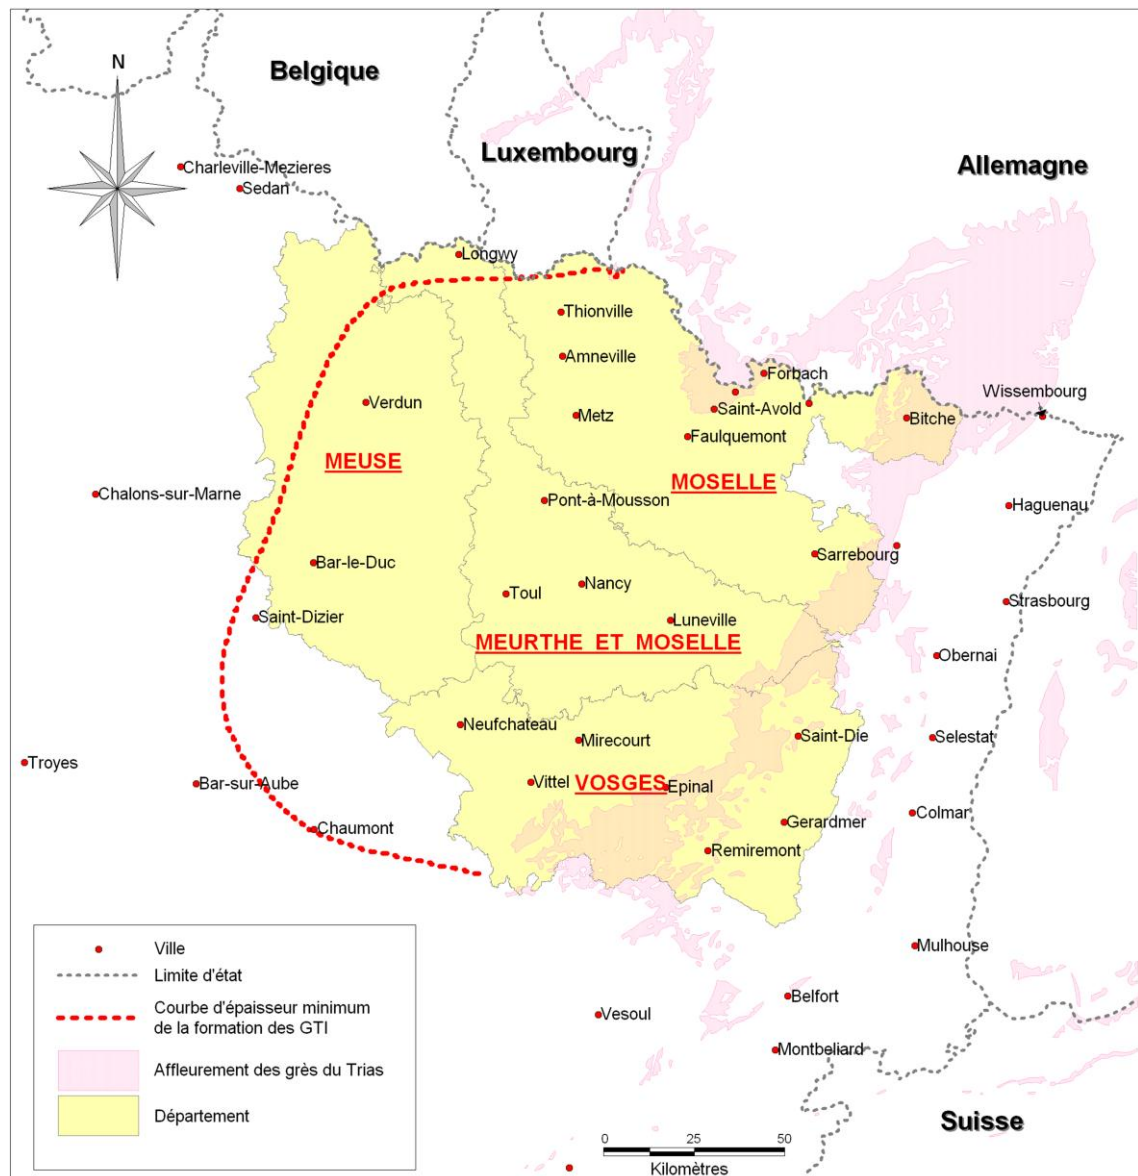 N
Belgique
Luxembourg
Allemagne
Charleville-Mezieres
Sedan
Longwy
Thionville
Amneville
Forbach
Wissembourg
Verdun
Metz
Saint-Avold
Bitche
Faulquemont
MEUSE
MOSELLE
Chalons-sur-Marne
Pont-à-Mousson
Haguenau
Bar-le-Duc
Sarrebourg
Nancy
Toul
Strasbourg
Saint-Dizier
Luneville
MEURTHE ET MOSELLE
Obernai
Neufchateau
Mirecourt
Saint-Die
Selestat
Troyes
Bar-sur-Aube
Vittel
VOSGES
Epinal
Chaumont
Gerardmer
Colmar
Remiremont
Mulhouse
Belfort
Vesoul
Montbeliard
Suisse
Ville
Limite d'état
Courbe d'épaisseur minimum
de la formation des GTI
Affleurement des grès du Trias
Département
0 25 50
Kilomètres